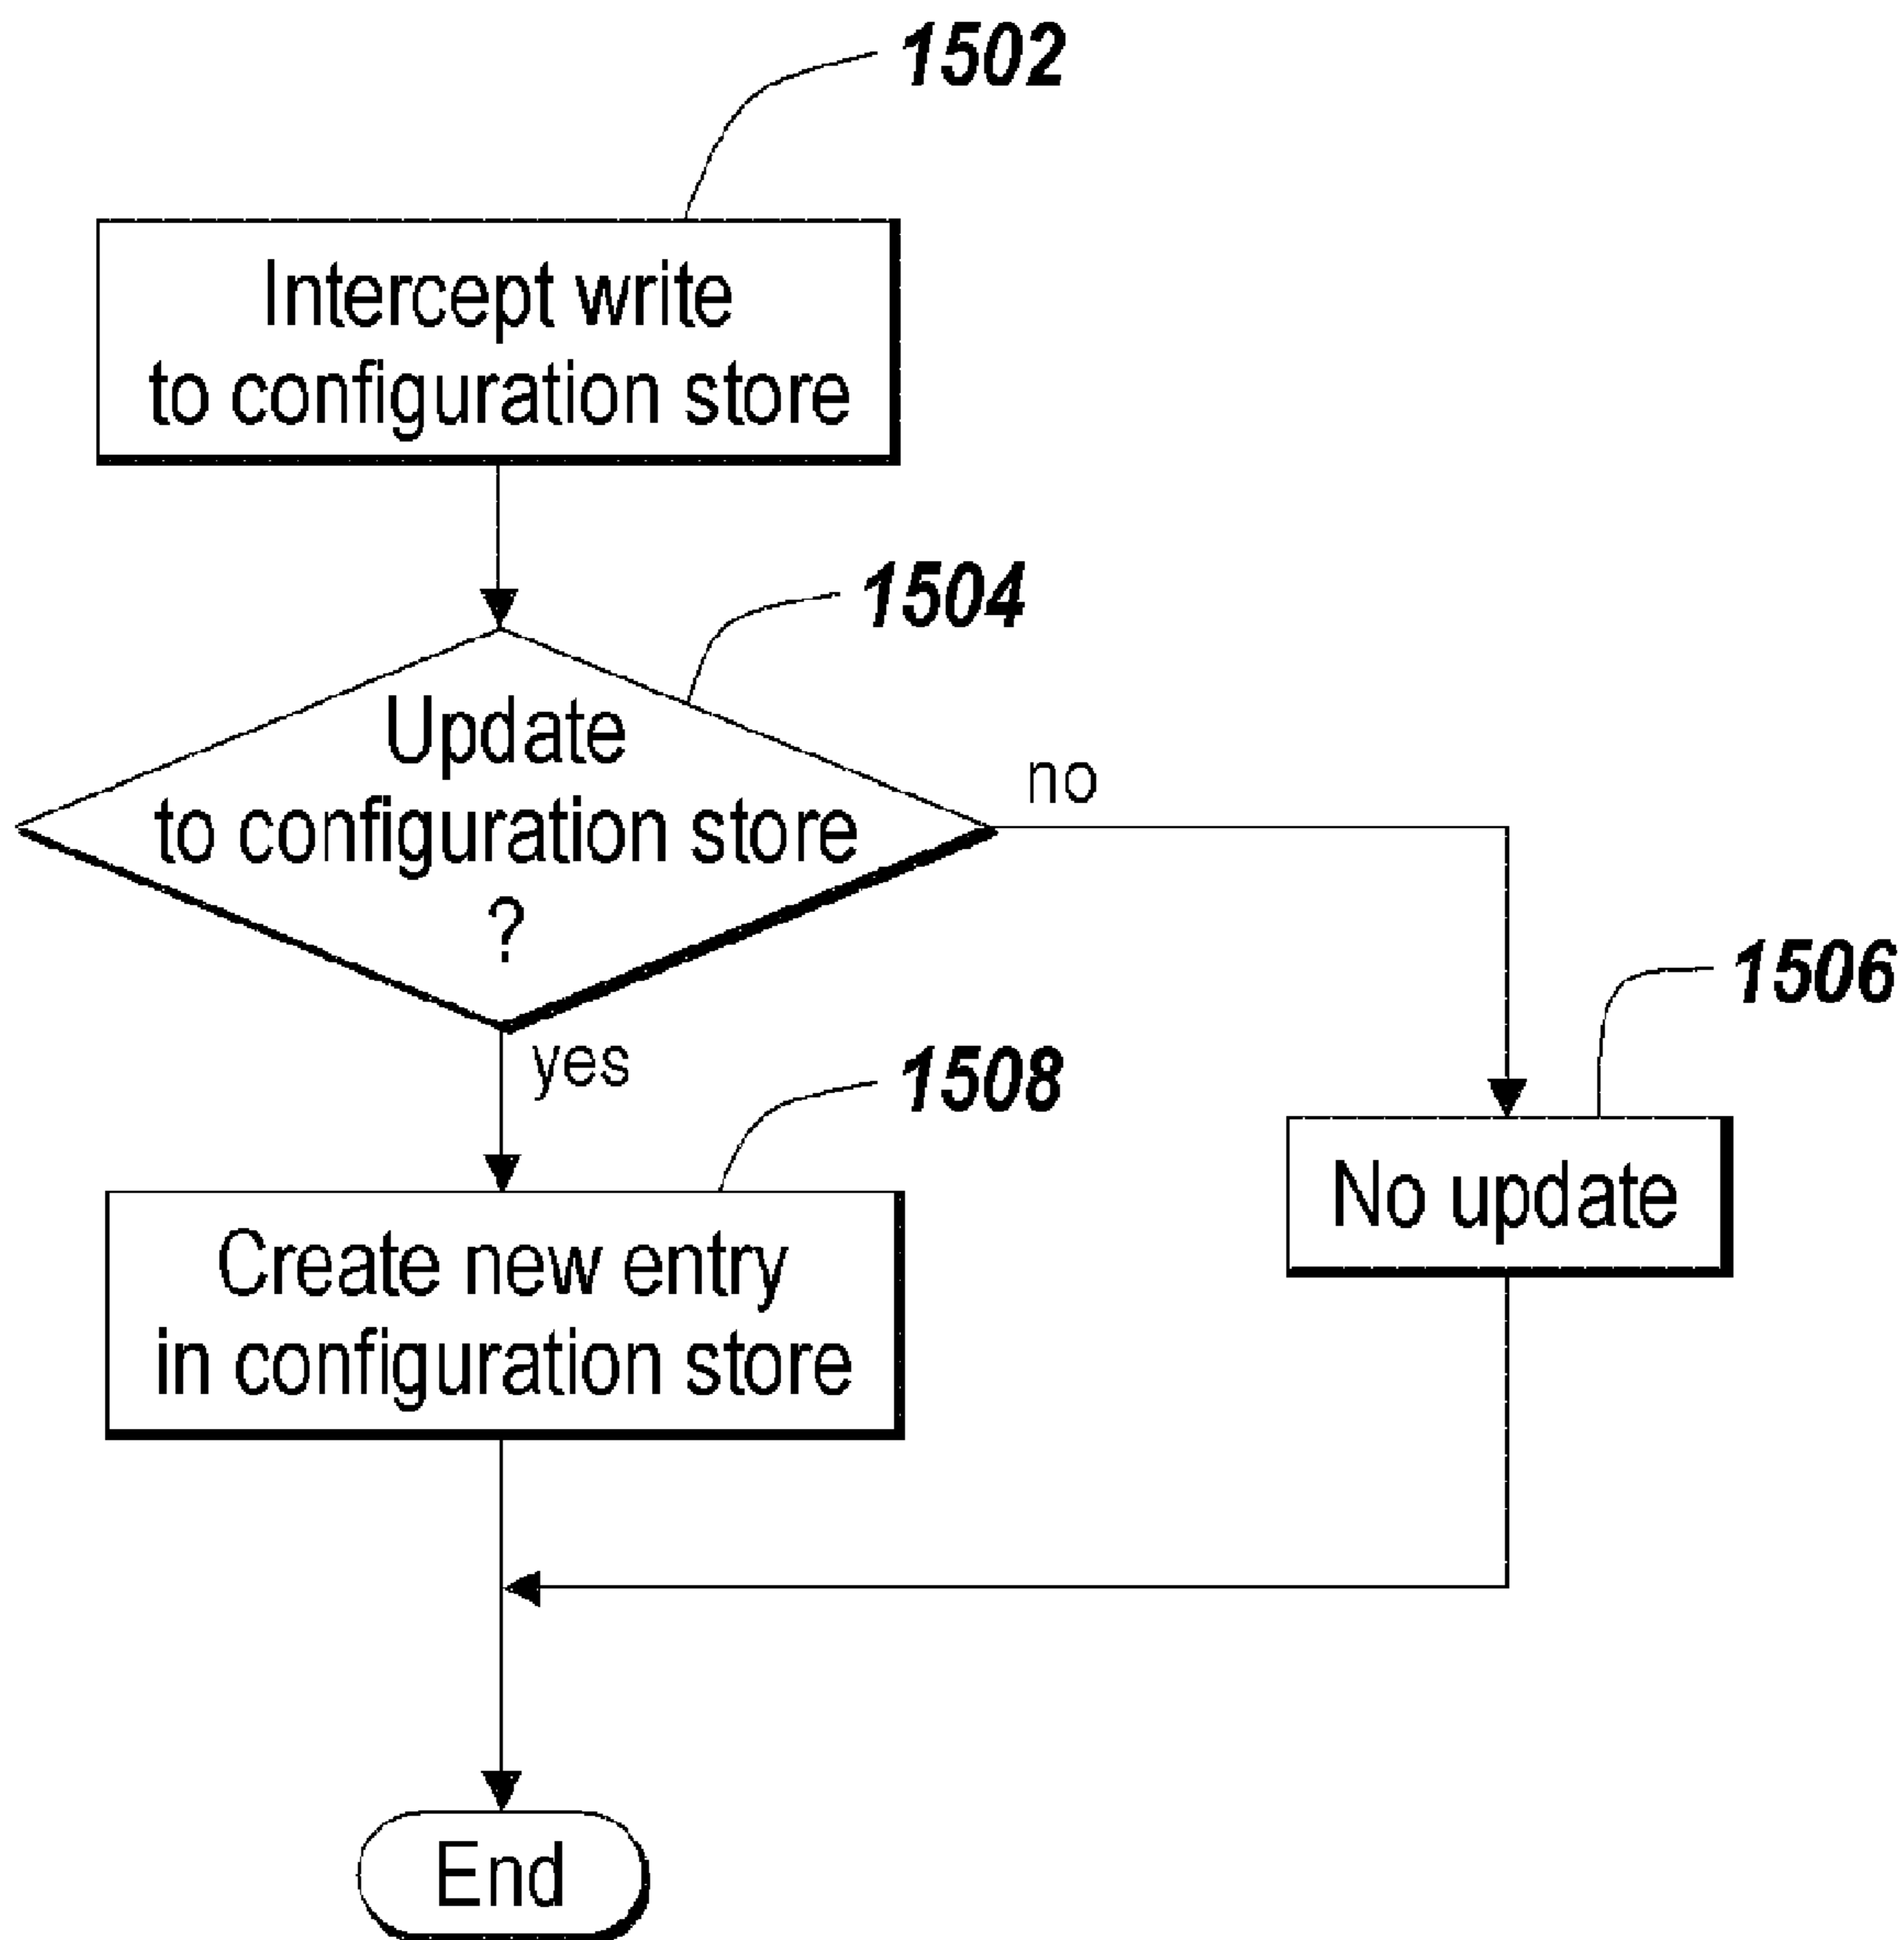 1502
Intercept write
to configuration store
1504
Update
to configuration store
?
no
yes
1506
No update
1508
Create new entry
in configuration store
End